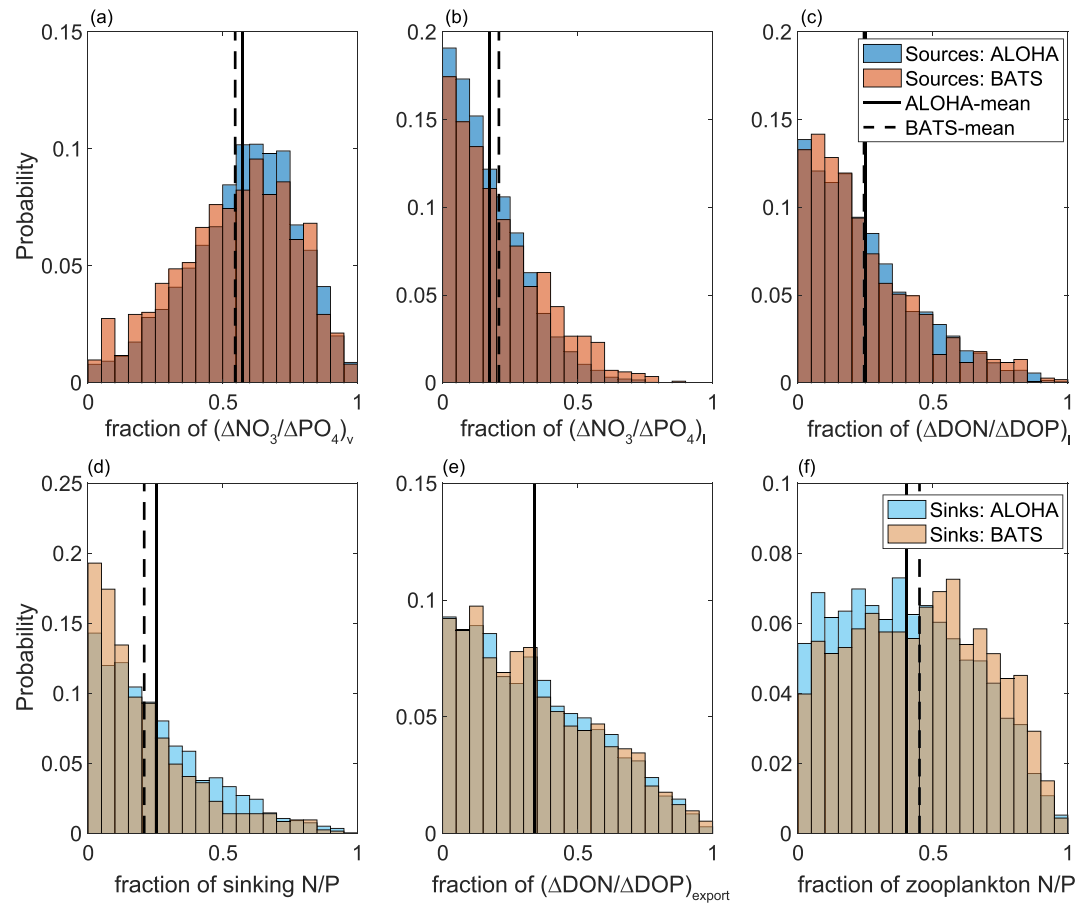 (a)
0.15
0.1
0.05
0
0
0.5
1
Probability
fraction of (ΔNO₃/ΔPO₄)ᵥ
(b)
0.2
0.15
0.1
0.05
0
0
0.5
1
fraction of (ΔNO₃/ΔPO₄)ₗ
(c)
0.2
0.15
0.1
0.05
0
0
0.5
1
Sources: ALOHA
Sources: BATS
ALOHA-mean
BATS-mean
fraction of (ΔDON/ΔDOP)ₗ
(d)
0.25
0.2
0.15
0.1
0.05
0
0
0.5
1
Probability
fraction of sinking N/P
(e)
0.15
0.1
0.05
0
0
0.5
1
fraction of (ΔDON/ΔDOP)export
(f)
0.1
0.08
0.06
0.04
0.02
0
0
0.5
1
Sinks: ALOHA
Sinks: BATS
fraction of zooplankton N/P